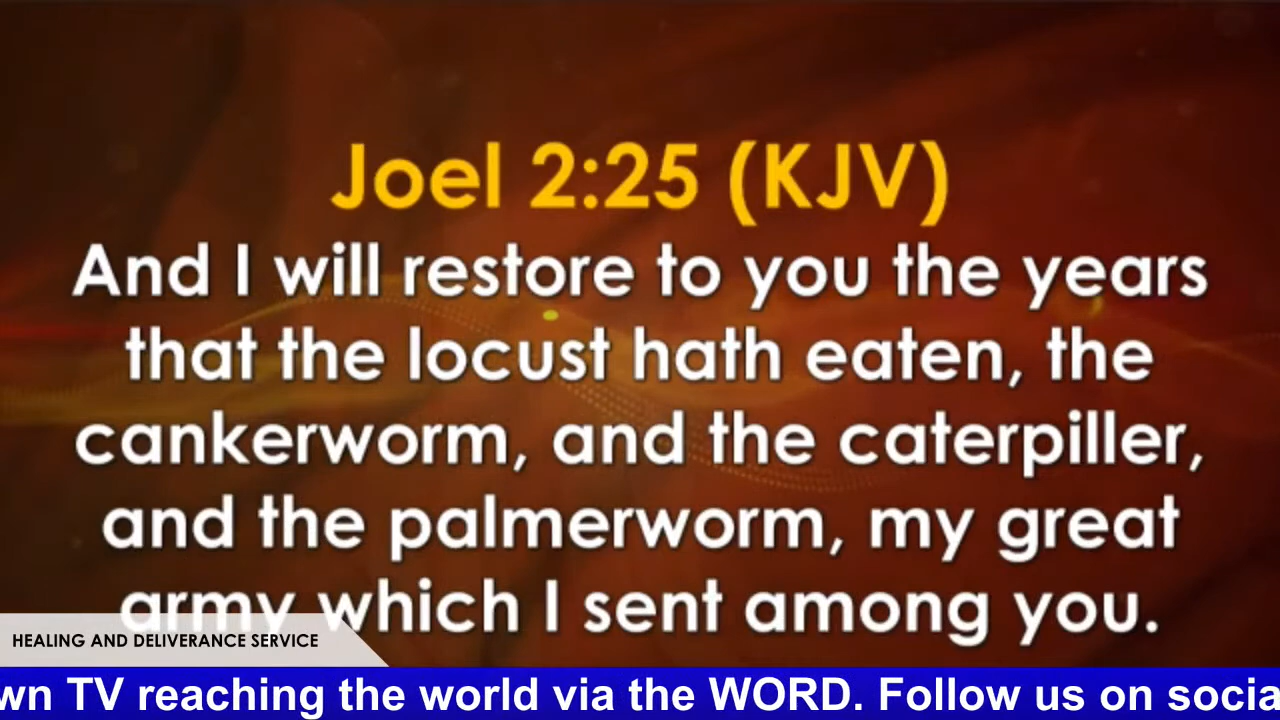 Joel 2:25 (KJV)
And I will restore to you the years
that the locust hath eaten, the
cankerworm, and the caterpiller,
and the palmerworm, my great
army which I sent among you.
HEALING AND DELIVERANCE SERVICE
wn TV reaching the world via the WORD. Follow us on socia